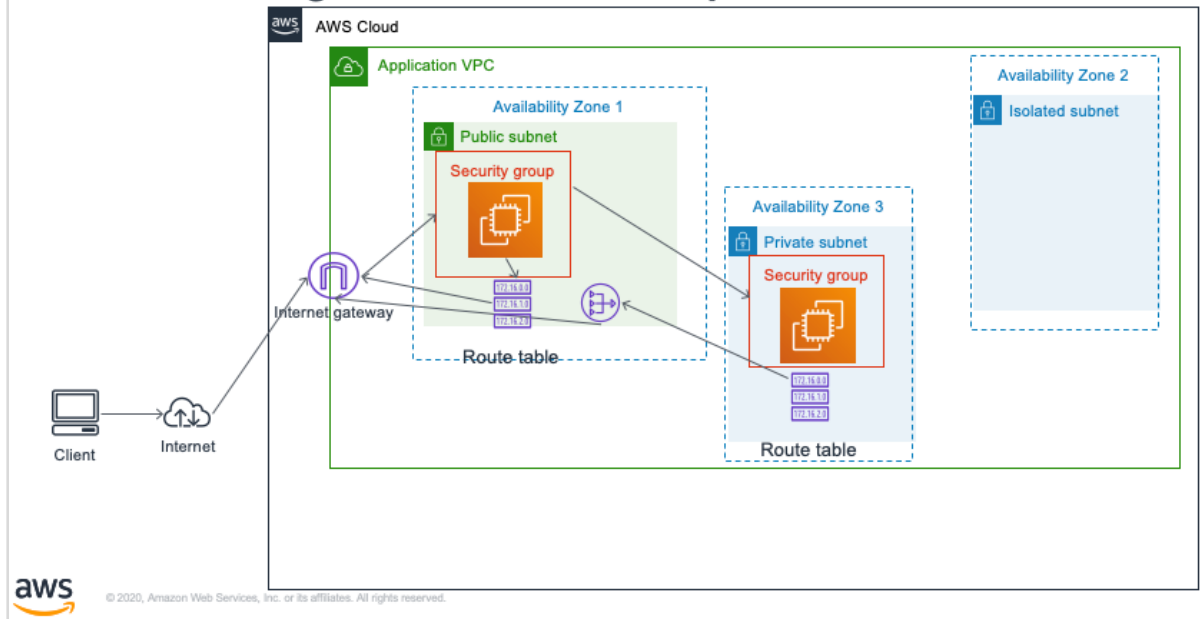 aws
AWS Cloud
Application VPC
Availability Zone 2
Availability Zone 1
Isolated subnet
Public subnet
Security group
Availability Zone 3
Private subnet
Security group
172.16.0.0
172.16.1.0
172.16.2.0
Internet gateway
Route table
172.16.0.0
172.16.1.0
172.16.2.0
Client
Internet
Route table
aws
© 2020, Amazon Web Services, Inc. or its affiliates. All rights reserved.